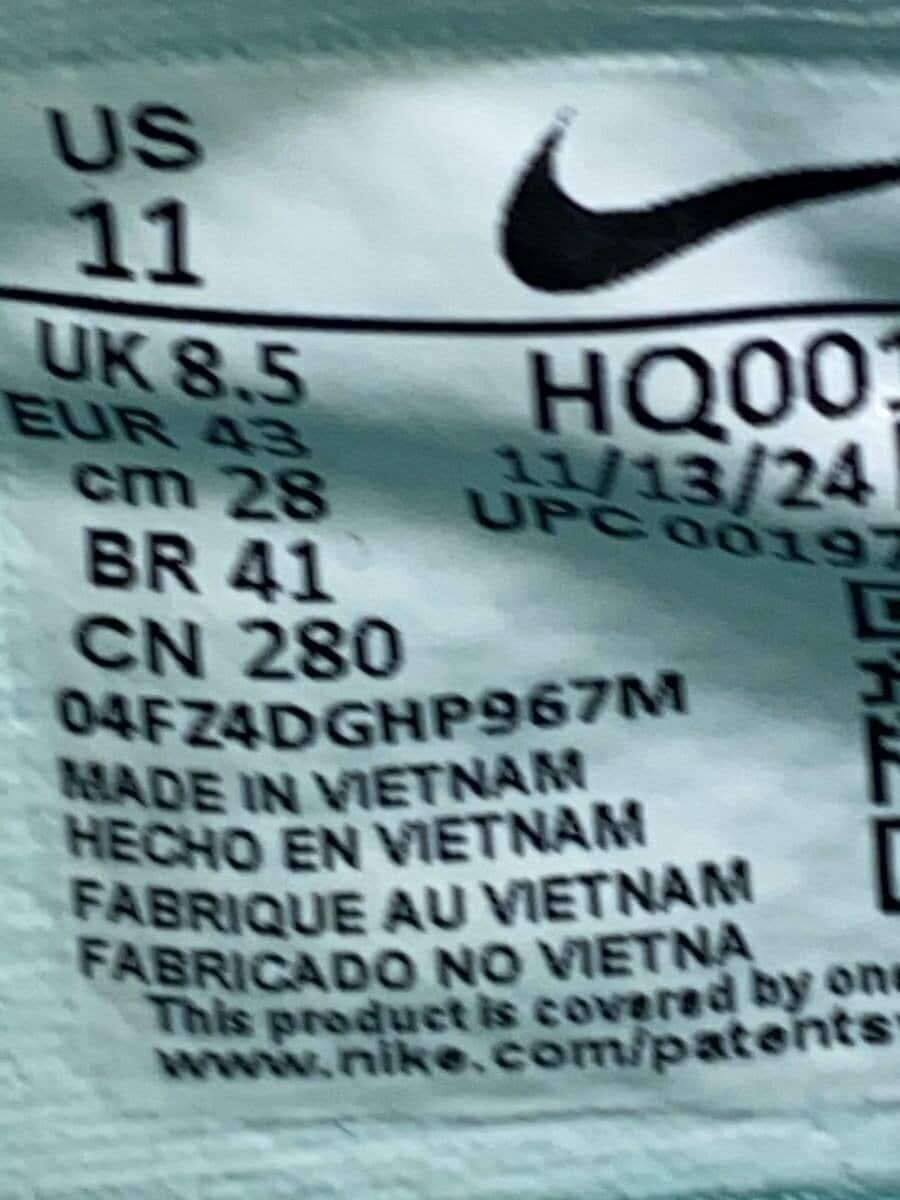 US
11
UK 8.5
EUR 43
cm 28
BR 41
CN 280
HQ001
11/13/24
UPC 00197
04FZ4DGHP967M
MADE IN VIETNAM
HECHO EN VIETNAM
FABRIQUE AU VIETNAM
FABRICADO NO VIETNA
This product is covered by one
www.nike.com/patents